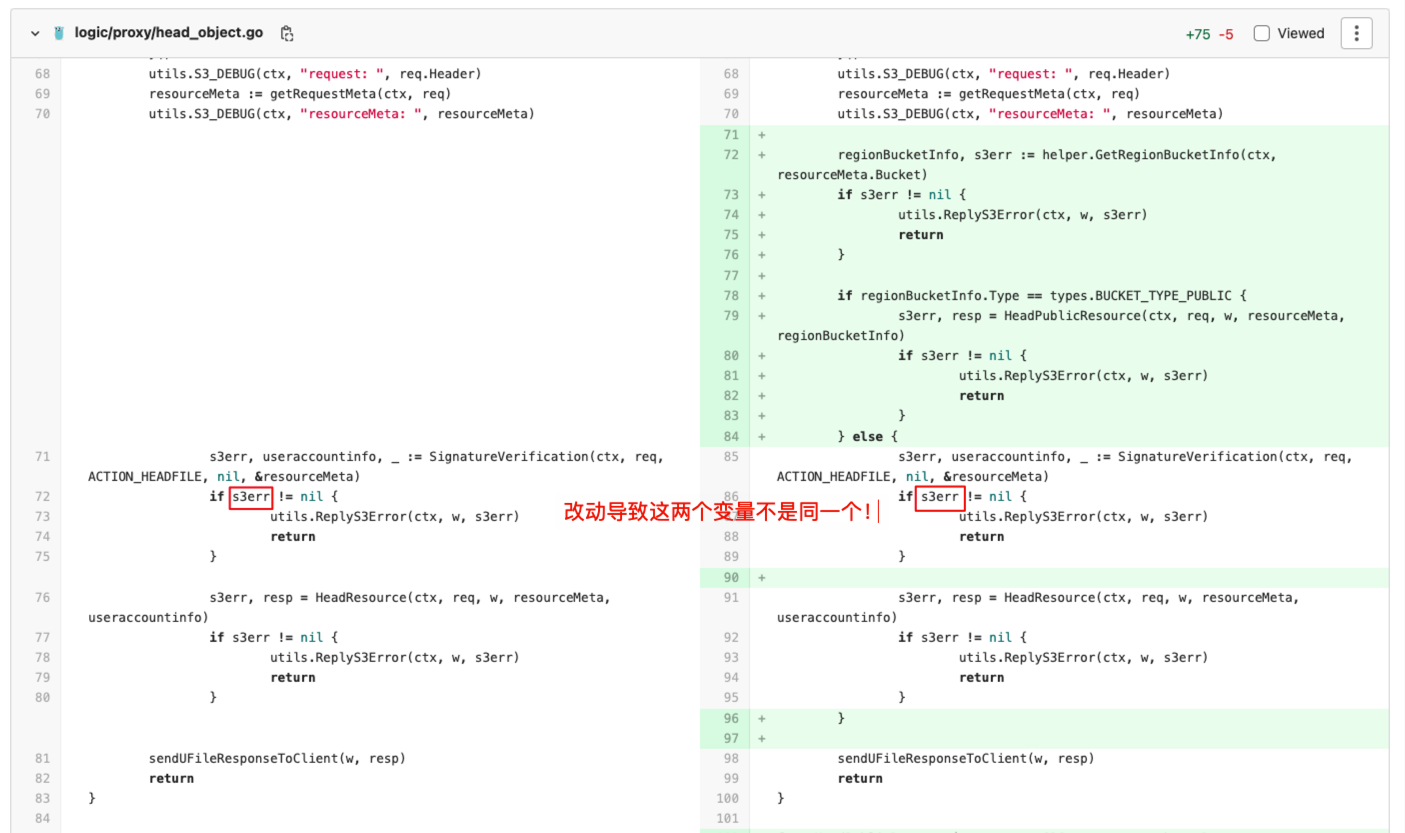 logic/proxy/head_object.go
+75 -5 Viewed
68 utils.S3_DEBUG(ctx, "request: ", req.Header)
69 resourceMeta := getRequestMeta(ctx, req)
70 utils.S3_DEBUG(ctx, "resourceMeta: ", resourceMeta)
71 s3err, useraccountinfo, _ := SignatureVerification(ctx, req,
ACTION_HEADFILE, nil, &resourceMeta)
72 if s3err != nil {
73 utils.ReplyS3Error(ctx, w, s3err)
74 return
75 }
76 s3err, resp = HeadResource(ctx, req, w, resourceMeta,
useraccountinfo)
77 if s3err != nil {
78 utils.ReplyS3Error(ctx, w, s3err)
79 return
80 }
81 sendUFileResponseToClient(w, resp)
82 return
83 }
84
改动导致这两个变量不是同一个!
68 utils.S3_DEBUG(ctx, "request: ", req.Header)
69 resourceMeta := getRequestMeta(ctx, req)
70 utils.S3_DEBUG(ctx, "resourceMeta: ", resourceMeta)
71 +
72 + regionBucketInfo, s3err := helper.GetRegionBucketInfo(ctx,
resourceMeta.Bucket)
73 + if s3err != nil {
74 + utils.ReplyS3Error(ctx, w, s3err)
75 + return
76 + }
77 +
78 + if regionBucketInfo.Type == types.BUCKET_TYPE_PUBLIC {
79 + s3err, resp = HeadPublicResource(ctx, req, w, resourceMeta,
regionBucketInfo)
80 + if s3err != nil {
81 + utils.ReplyS3Error(ctx, w, s3err)
82 + return
83 + }
84 + } else {
85 s3err, useraccountinfo, _ := SignatureVerification(ctx, req,
ACTION_HEADFILE, nil, &resourceMeta)
86 if s3err != nil {
utils.ReplyS3Error(ctx, w, s3err)
88 return
89 }
90 +
91 s3err, resp = HeadResource(ctx, req, w, resourceMeta,
useraccountinfo)
92 if s3err != nil {
93 utils.ReplyS3Error(ctx, w, s3err)
94 return
95 }
96 + }
97 +
98 sendUFileResponseToClient(w, resp)
99 return
100 }
101